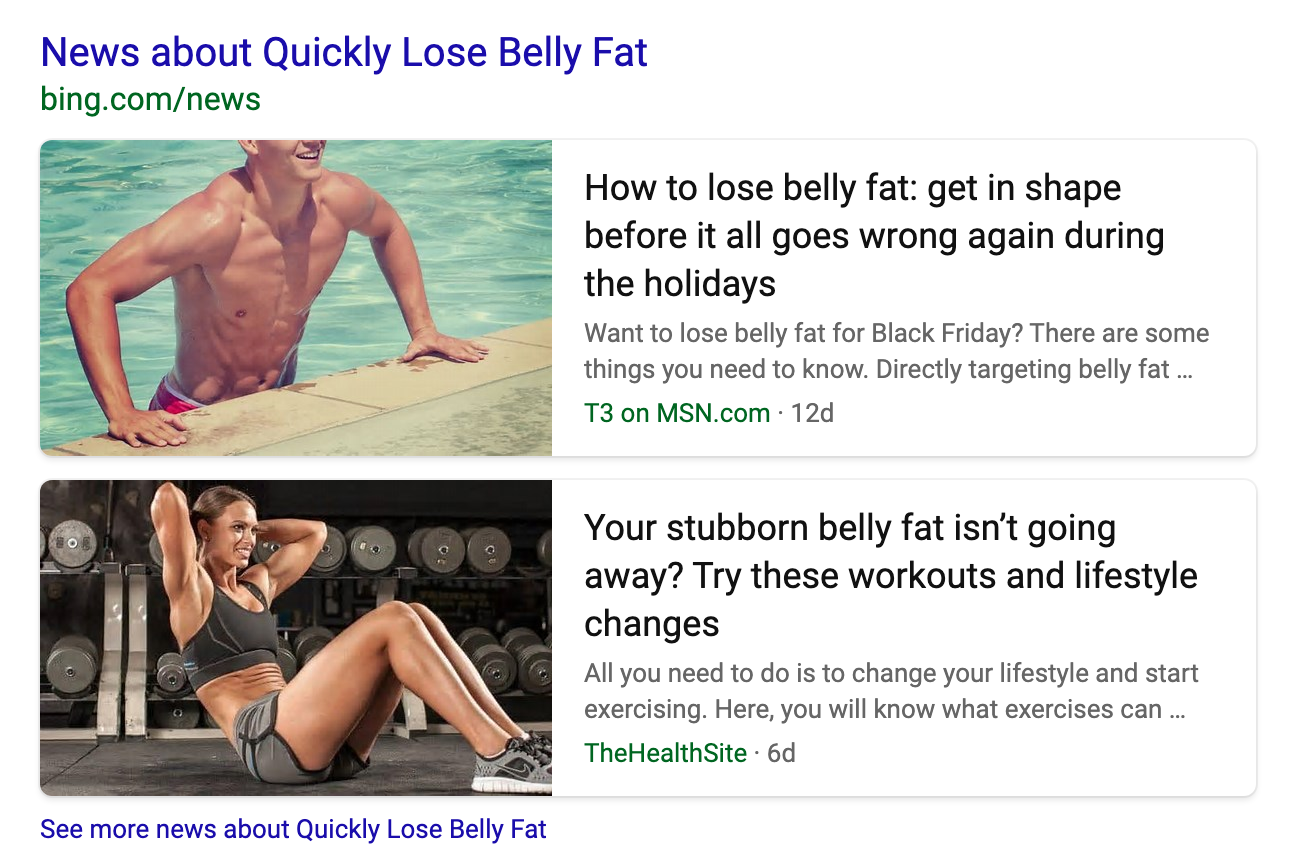 News about Quickly Lose Belly Fat
bing.com/news
How to lose belly fat: get in shape
before it all goes wrong again during
the holidays
Want to lose belly fat for Black Friday? There are some
things you need to know. Directly targeting belly fat ...
T3 on MSN.com · 12d
Your stubborn belly fat isn’t going
away? Try these workouts and lifestyle
changes
All you need to do is to change your lifestyle and start
exercising. Here, you will know what exercises can ...
TheHealthSite · 6d
See more news about Quickly Lose Belly Fat